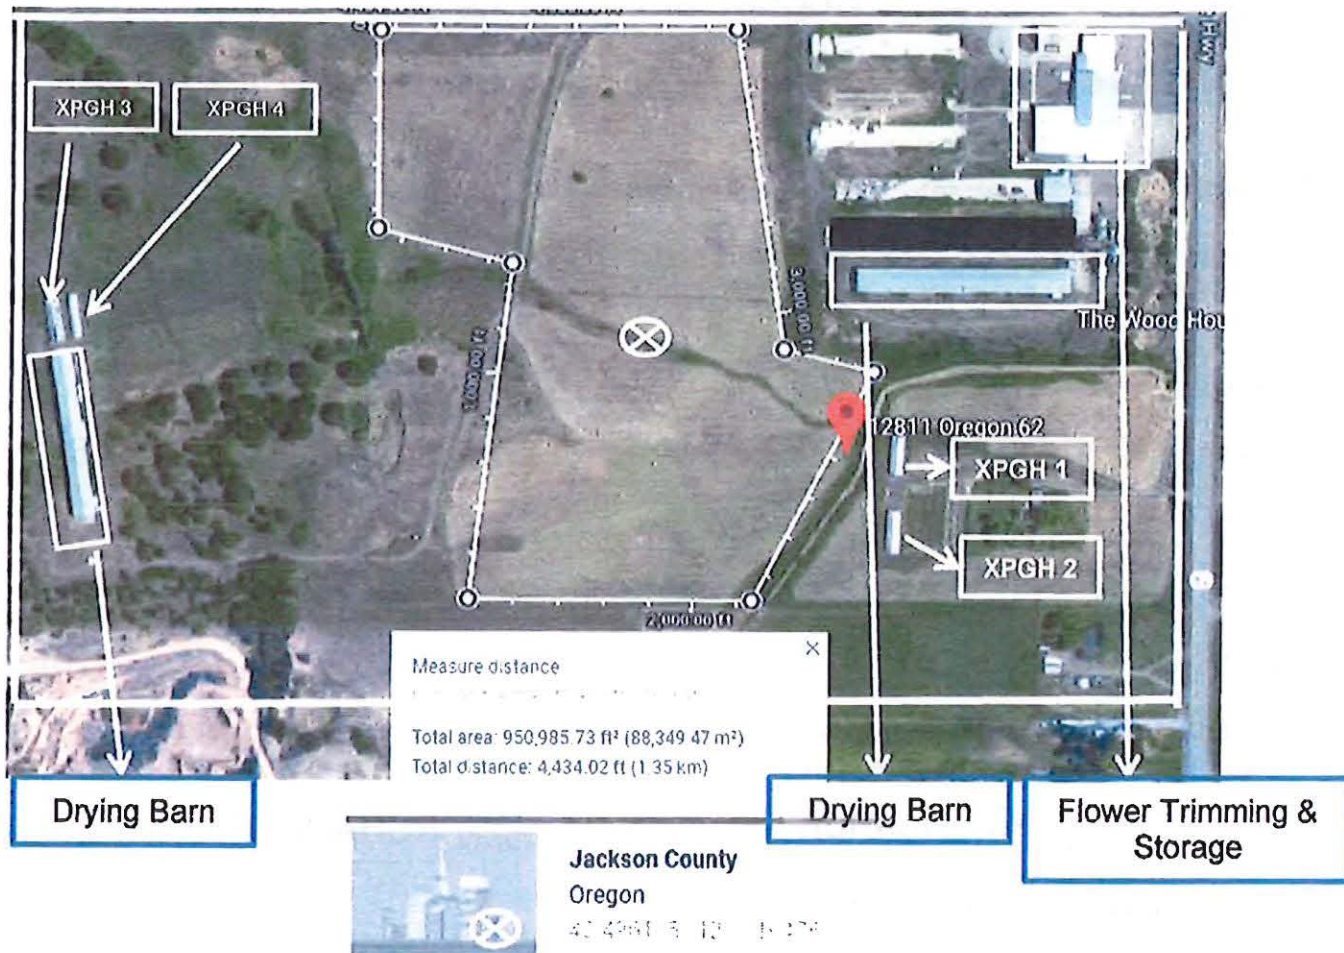 l Hwy
XPGH 3
XPGH 4
3,000.00 ft
1,000.00 ft
The Wood Hou
12811 Oregon 62
XPGH 1
XPGH 2
2,000.00 ft
Measure distance
Total area: 950,985.73 ft² (88,349.47 m²)
Total distance: 4,434.02 ft (1.35 km)
Drying Barn
Drying Barn
Flower Trimming &
Storage
Jackson County
Oregon